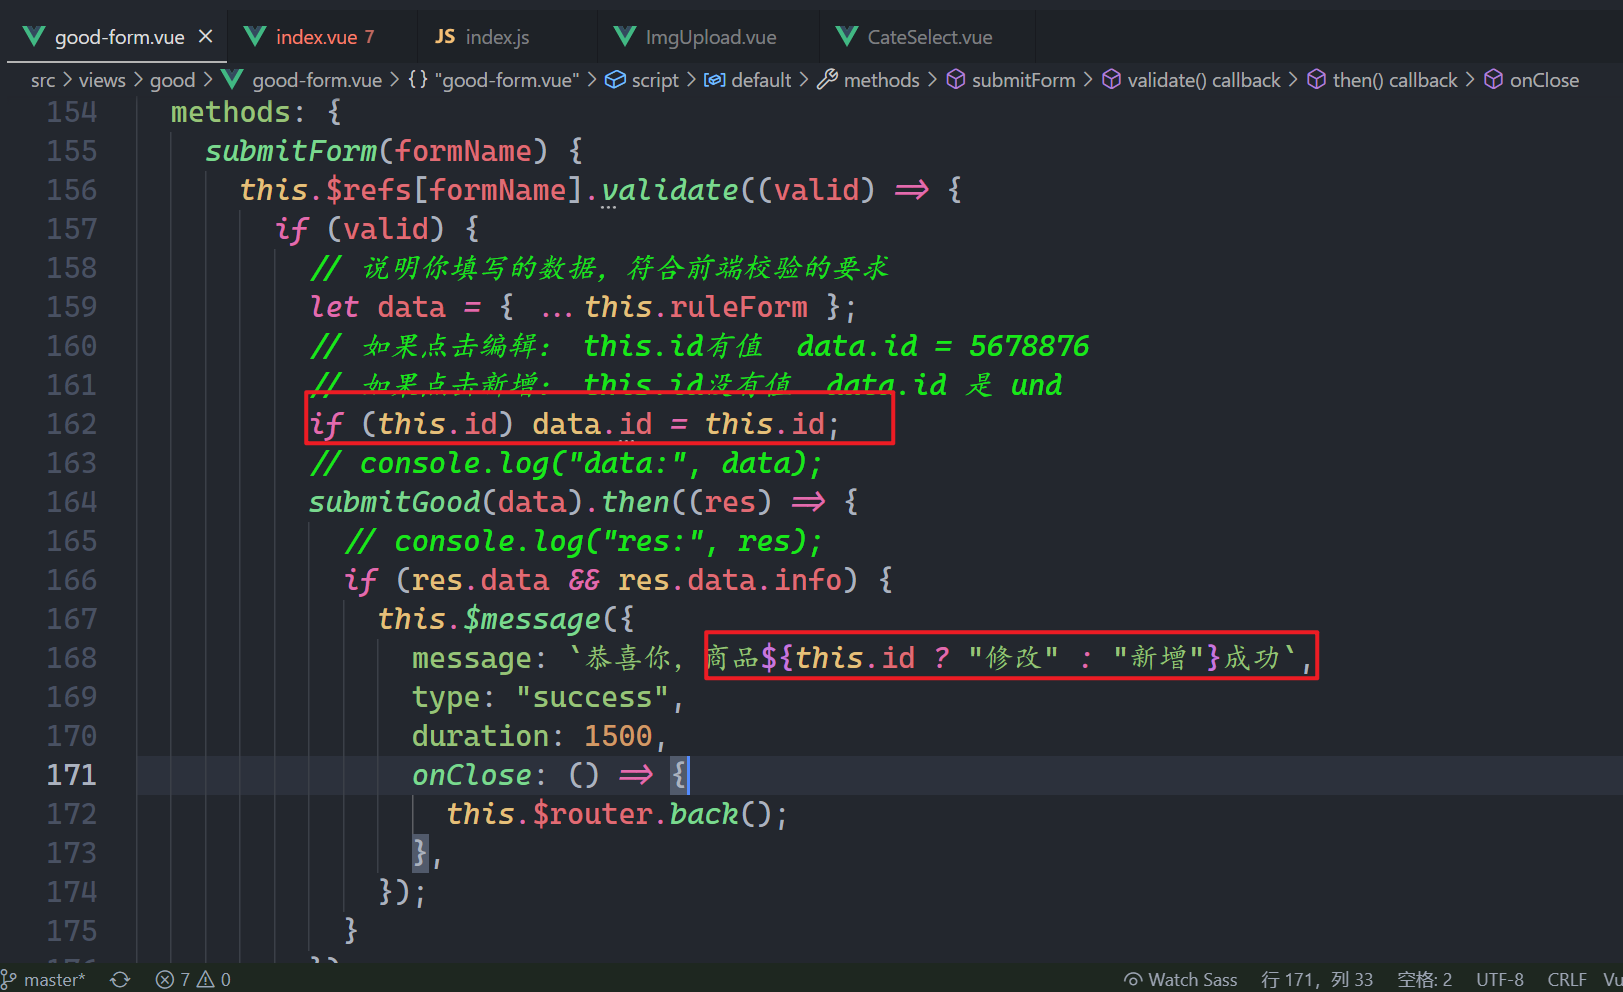 good-form.vue × index.vue 7 JS index.js ImgUpload.vue CateSelect.vue
src > views > good > good-form.vue > {} "good-form.vue" > script > default > methods > submitForm > validate() callback > then() callback > onClose
154 methods: {
155 submitForm(formName) {
156 this.$refs[formName].validate((valid) => {
157 if (valid) {
158 // 说明你填写的数据，符合前端校验的要求
159 let data = { ...this.ruleForm };
160 // 如果点击编辑： this.id有值 data.id = 5678876
161 // 如果点击新增： this.id没有值 data.id 是 und
162 if (this.id) data.id = this.id;
163 // console.log("data:", data);
164 submitGood(data).then((res) => {
165 // console.log("res:", res);
166 if (res.data && res.data.info) {
167 this.$message({
168 message: `恭喜你，商品${this.id ? "修改" : "新增"}成功`,
169 type: "success",
170 duration: 1500,
171 onClose: () => {
172 this.$router.back();
173 },
174 });
175 }
master* 7 0 Watch Sass 行 171，列 33 空格: 2 UTF-8 CRLF Vu